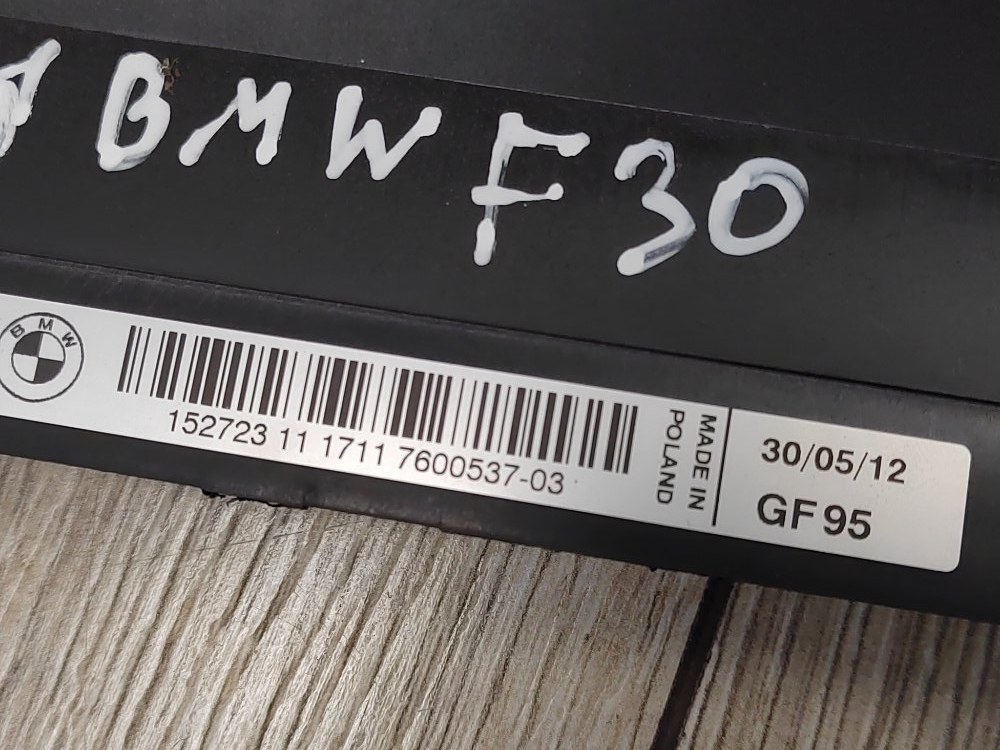 BMW F30
BMW
152723 11 1711 7600537-03
MADE IN
POLAND
30/05/12
GF95